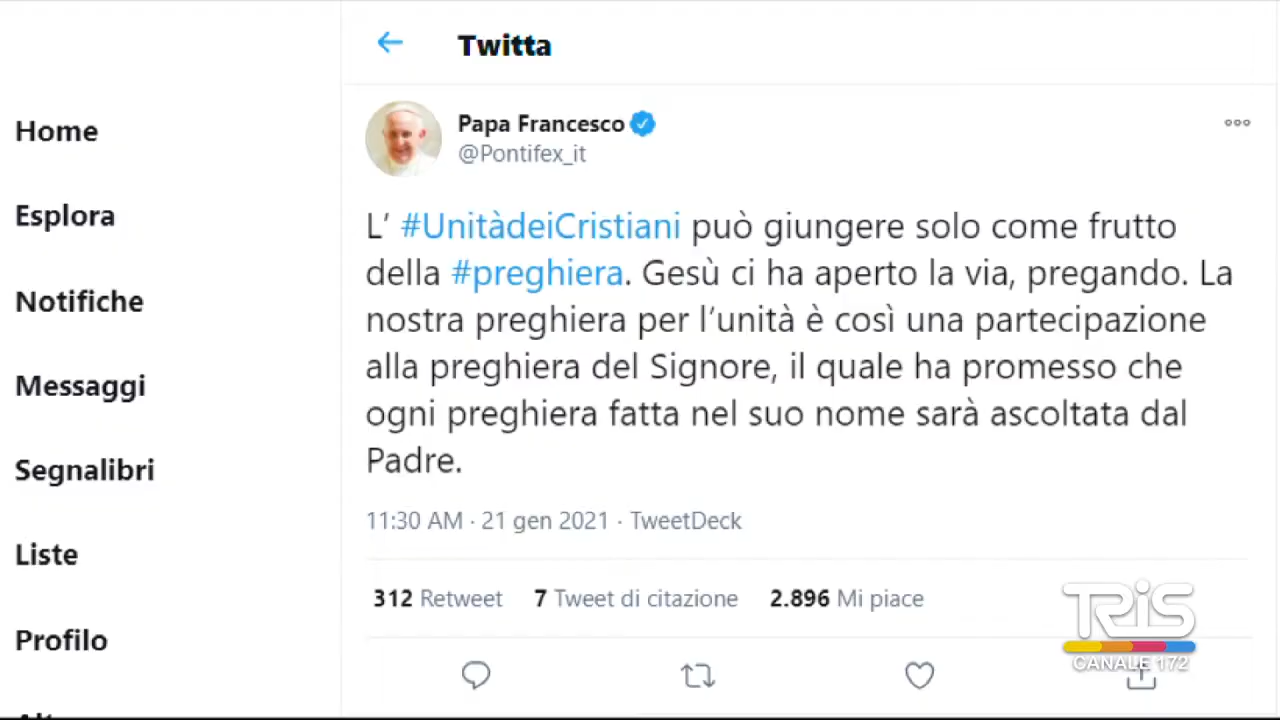 Twitta
Home
Esplora
Notifiche
Messaggi
Segnalibri
Liste
Profilo
Papa Francesco
@Pontifex_it
L’ #UnitàdeiCristiani può giungere solo come frutto
della #preghiera. Gesù ci ha aperto la via, pregando. La
nostra preghiera per l’unità è così una partecipazione
alla preghiera del Signore, il quale ha promesso che
ogni preghiera fatta nel suo nome sarà ascoltata dal
Padre.
11:30 AM · 21 gen 2021 · TweetDeck
312 Retweet 7 Tweet di citazione 2.896 Mi piace
TRiS
CANALE 172